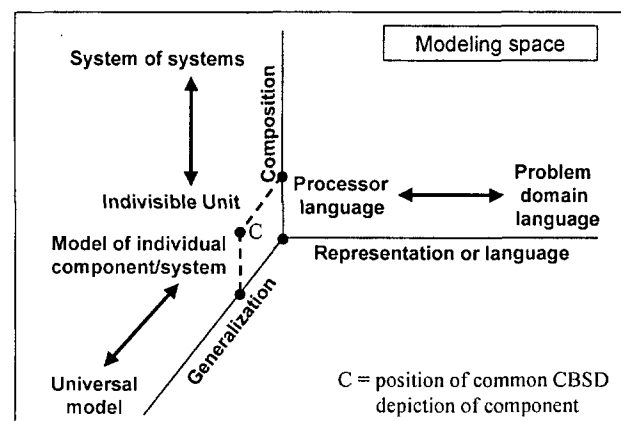 Modeling space
System of systems
Composition
Indivisible Unit
Processor
language
Problem
domain
language
C
Model of individual
component/system
Representation or language
Generalization
Universal
model
C = position of common CBSD
depiction of component